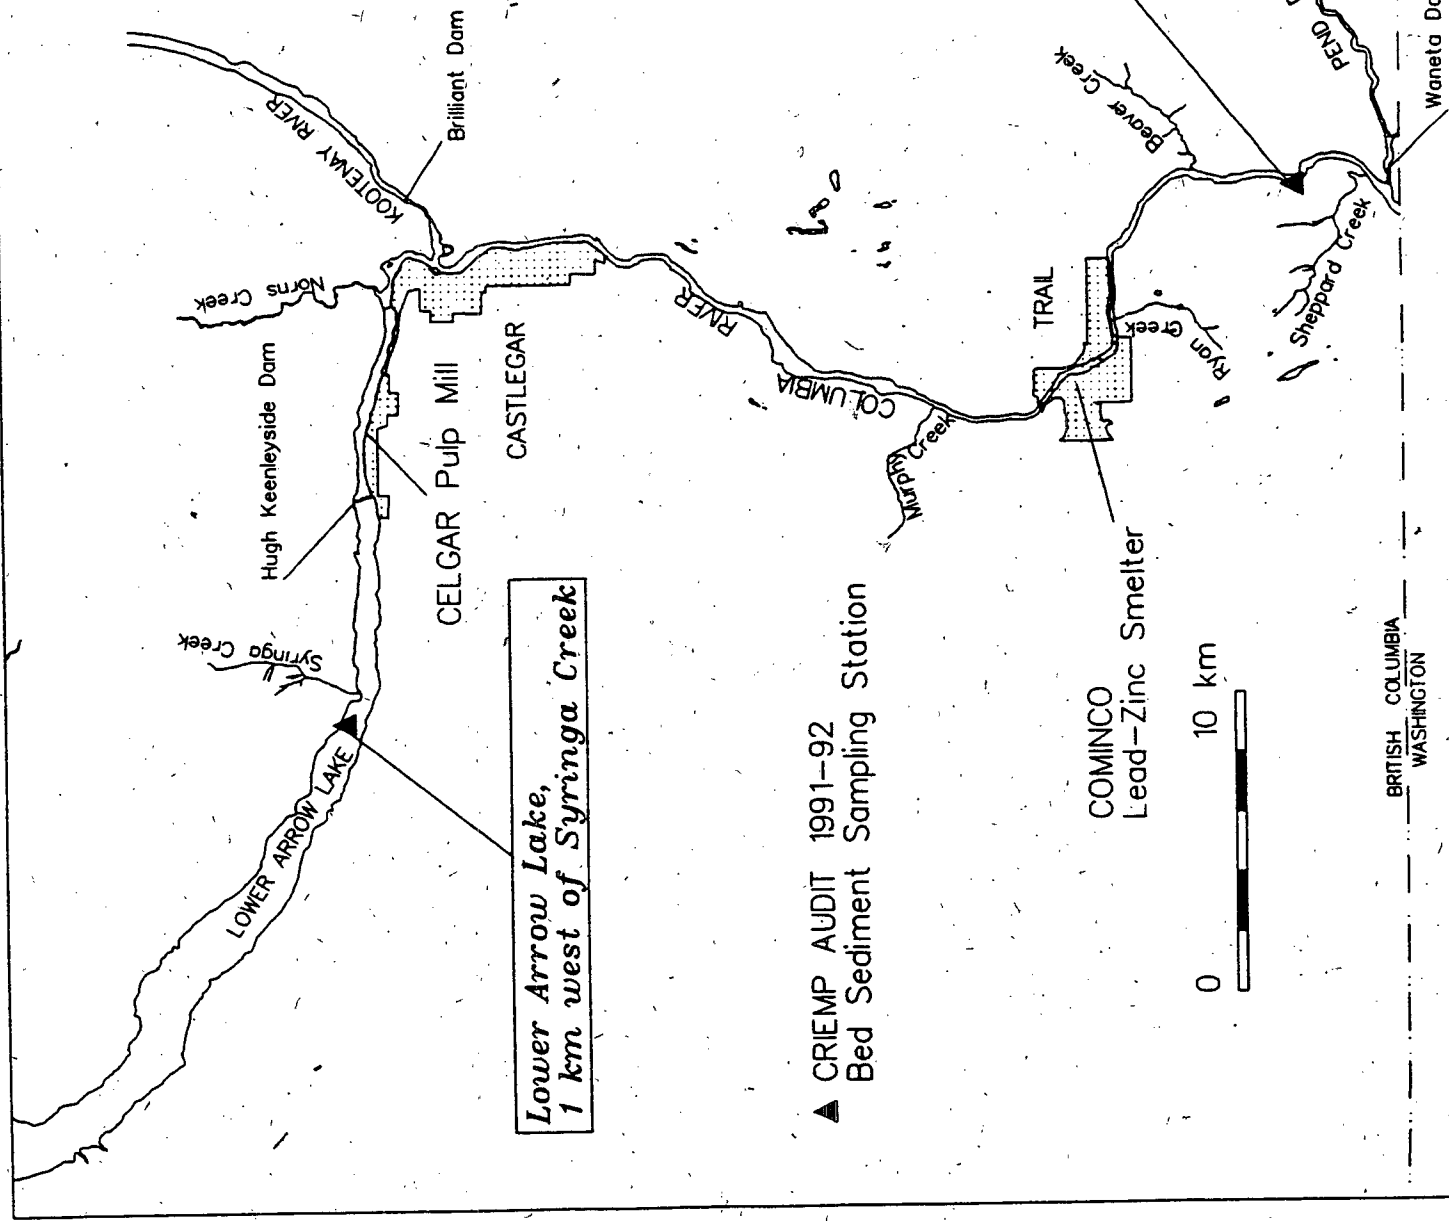 LOWER ARROW LAKE
Syringa Creek
Hugh Keenleyside Dam
Norns Creek
KOOTENAY RIVER
Brilliant Dam
CELGAR Pulp Mill
CASTLEGAR
Lower Arrow Lake,
1 km west of Syringa Creek
COLUMBIA
RIVER
Murphy Creek
TRAIL
Ryan Creek
Beaver Creek
Sheppard Creek
PEND
Waneta
▲ CRIEMP AUDIT 1991-92
Bed Sediment Sampling Station
COMINCO
Lead-Zinc Smelter
0 10 km
BRITISH COLUMBIA
WASHINGTON